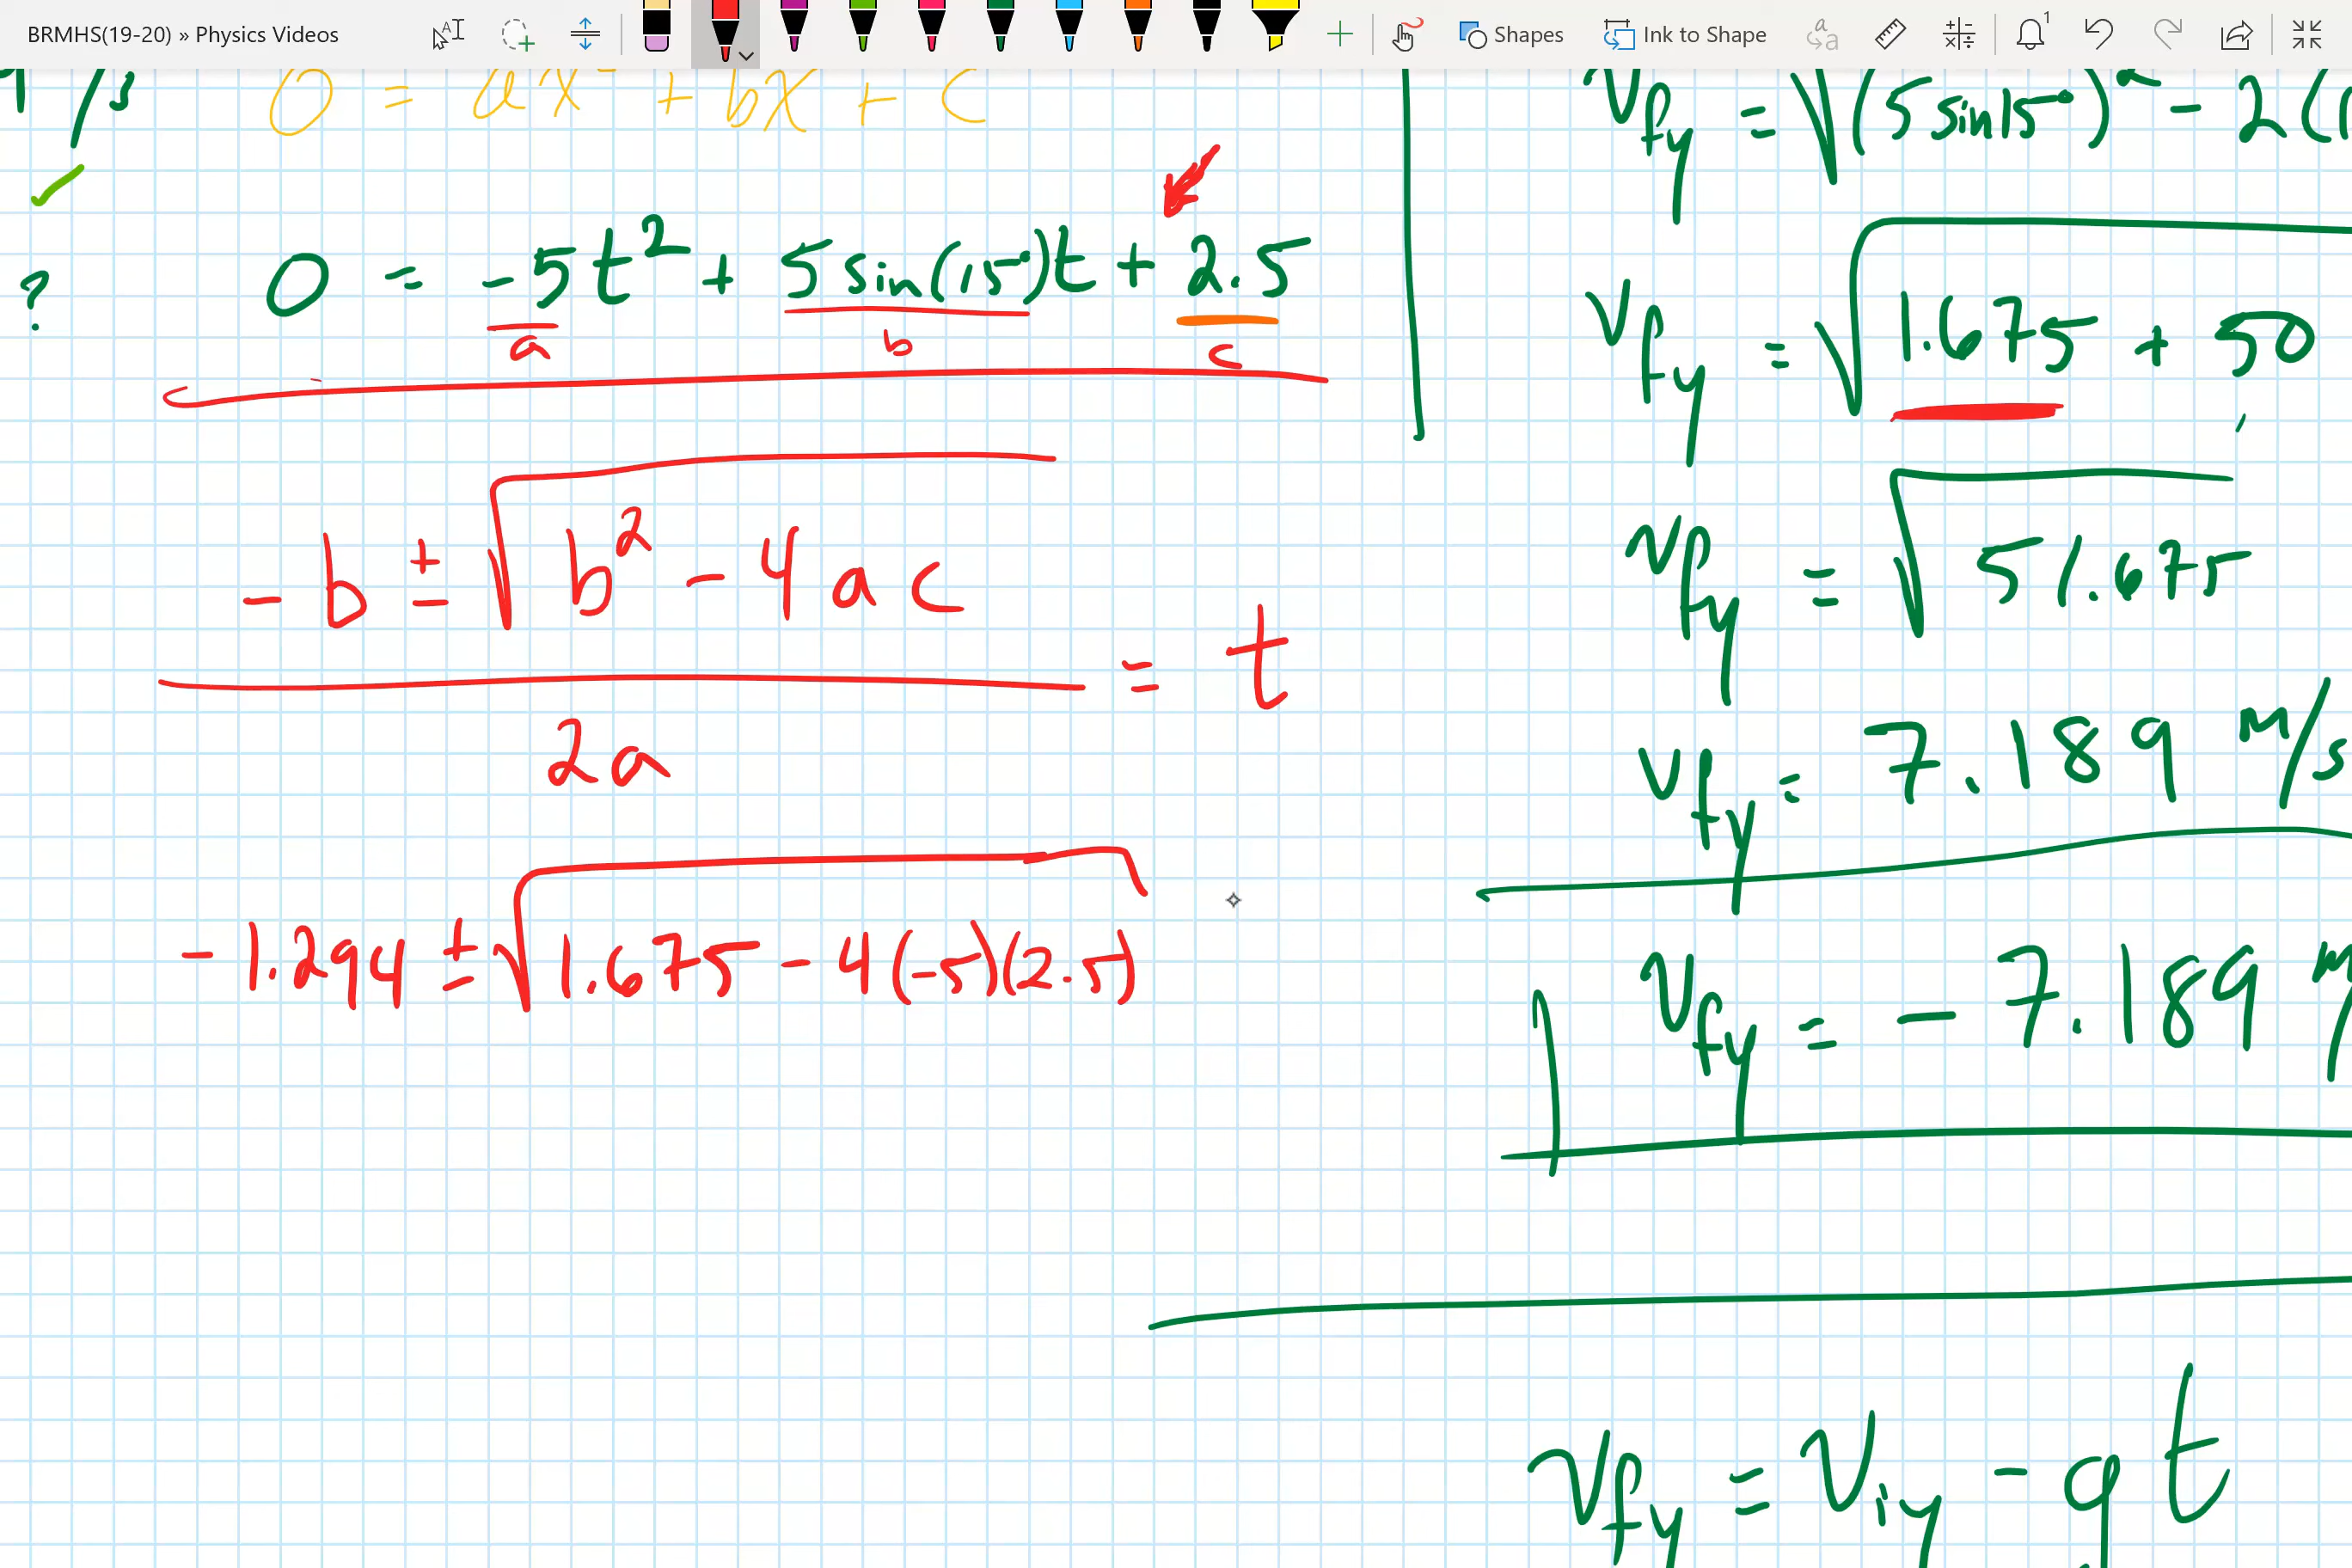 BRMHS(19-20) » Physics Videos
Shapes
Ink to Shape
1
/s
0 = ax² + bx + c
?
0 = -5t² + 5 sin(15°)t + 2.5
a b c
-b ± √b² - 4ac
= t
2a
-1.294 ± √1.675 - 4(-5)(2.5)
Vfy = √(5 sin15°)² - 2(
Vfy = √1.675 + 50
Vfy = √51.675
Vfy = 7.189 m/s
Vfy = -7.189 m/
Vfy = Viy - gt